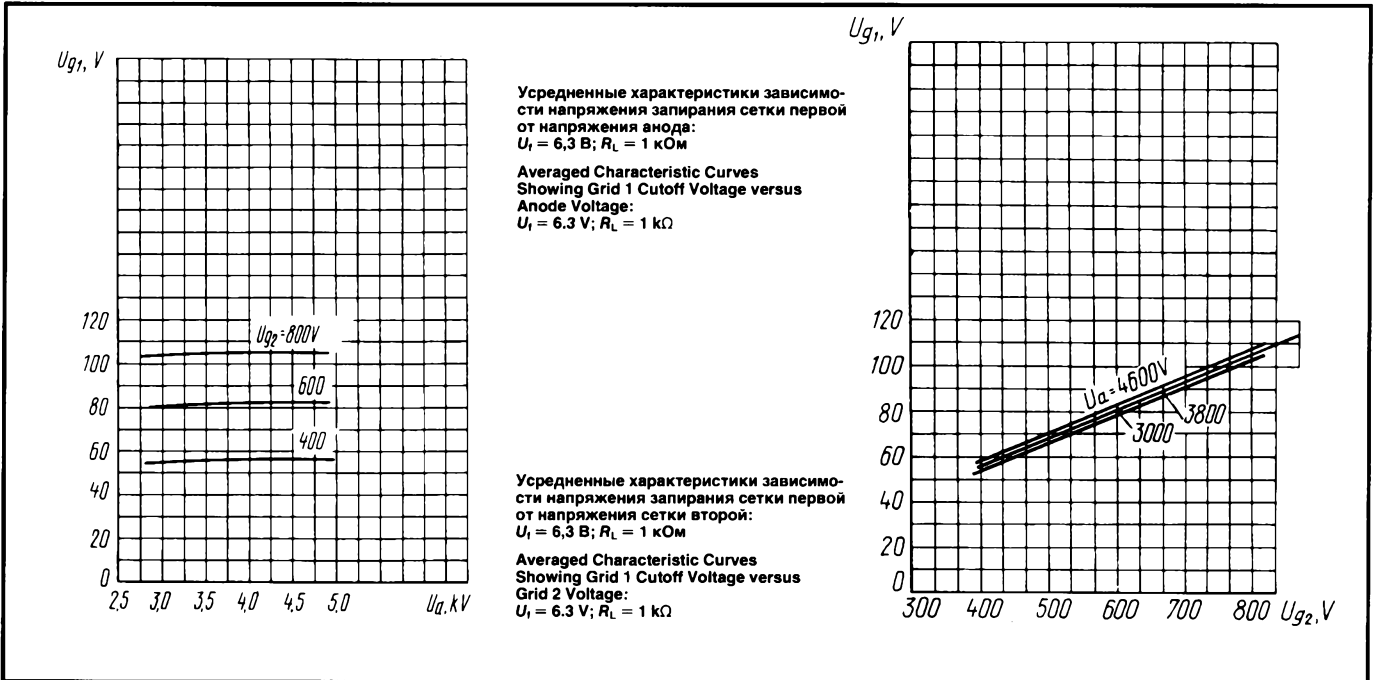 Ug1, V
120
100
80
60
40
20
0
Ug2=800V
600
400
2,5 3,0 3,5 4,0 4,5 5,0 Ua, kV
Усредненные характеристики зависимо-
сти напряжения запирания сетки первой
от напряжения анода:
Uf = 6,3 В; RL = 1 кОм
Averaged Characteristic Curves
Showing Grid 1 Cutoff Voltage versus
Anode Voltage:
Uf = 6.3 V; RL = 1 kΩ
Усредненные характеристики зависимо-
сти напряжения запирания сетки первой
от напряжения сетки второй:
Uf = 6,3 В; RL = 1 кОм
Averaged Characteristic Curves
Showing Grid 1 Cutoff Voltage versus
Grid 2 Voltage:
Uf = 6.3 V; RL = 1 kΩ
Ug1, V
120
100
80
60
40
20
0
Ua=4600V
3800
3000
300 400 500 600 700 800 Ug2, V